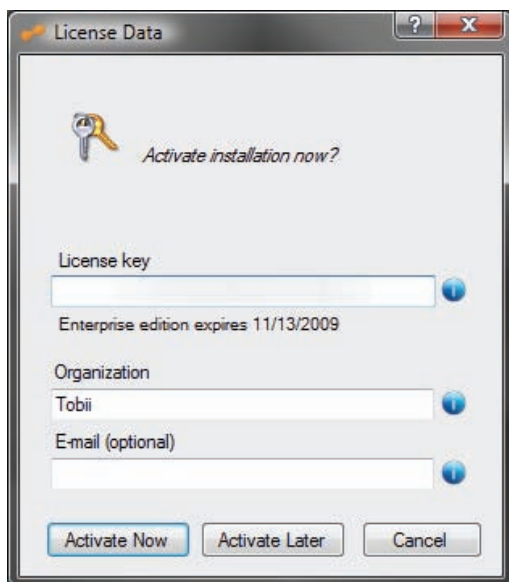 License Data
?
X
Activate installation now?
License key
Enterprise edition expires 11/13/2009
Organization
Tobii
E-mail (optional)
Activate Now
Activate Later
Cancel